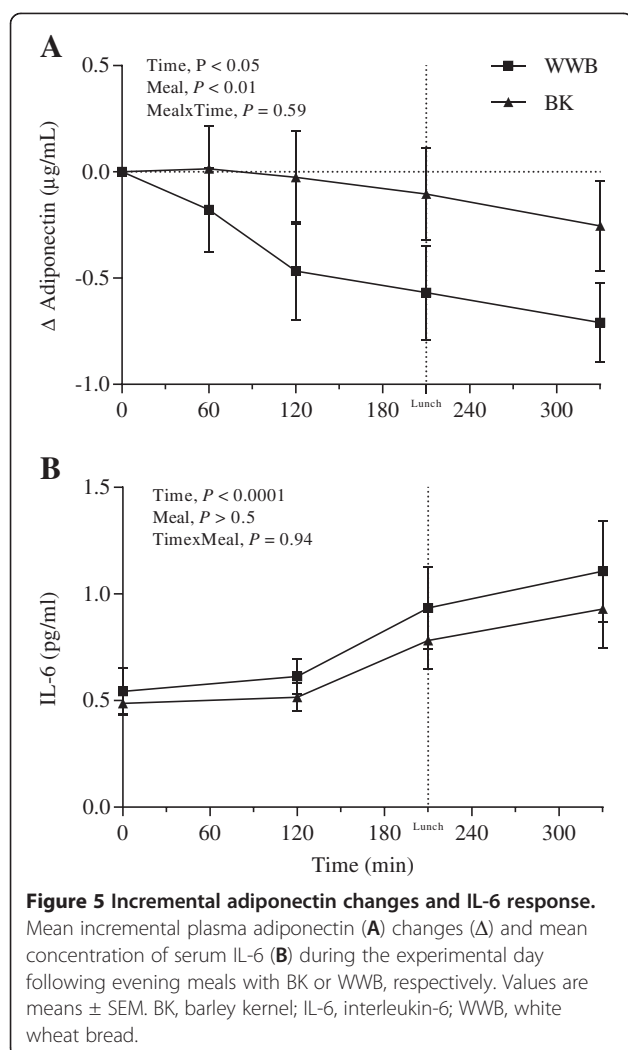 A
WWB
BK
Time, P < 0.05
Meal, P < 0.01
MealxTime, P = 0.59
Δ Adiponectin (µg/mL)
0.5
0.0
-0.5
-1.0
0 60 120 180 Lunch 240 300
B
Time, P < 0.0001
Meal, P > 0.5
TimexMeal, P = 0.94
IL-6 (pg/ml)
1.5
1.0
0.5
0.0
0 60 120 180 Lunch 240 300
Time (min)
Figure 5 Incremental adiponectin changes and IL-6 response.
Mean incremental plasma adiponectin (A) changes (Δ) and mean
concentration of serum IL-6 (B) during the experimental day
following evening meals with BK or WWB, respectively. Values are
means ± SEM. BK, barley kernel; IL-6, interleukin-6; WWB, white
wheat bread.